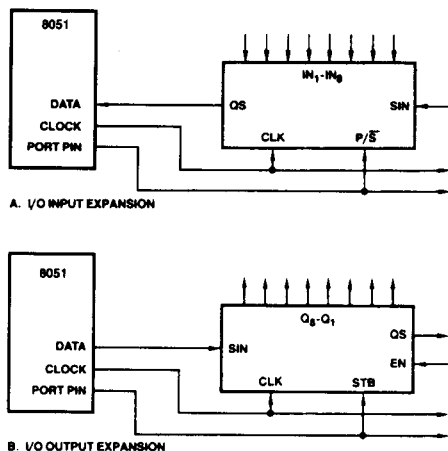 8051
IN₁-IN₈
DATA
QS
SIN
CLOCK
CLK
P/S̅
PORT PIN
A. I/O INPUT EXPANSION
8051
Q₈-Q₁
QS
DATA
SIN
EN
CLOCK
CLK
STB
PORT PIN
B. I/O OUTPUT EXPANSION